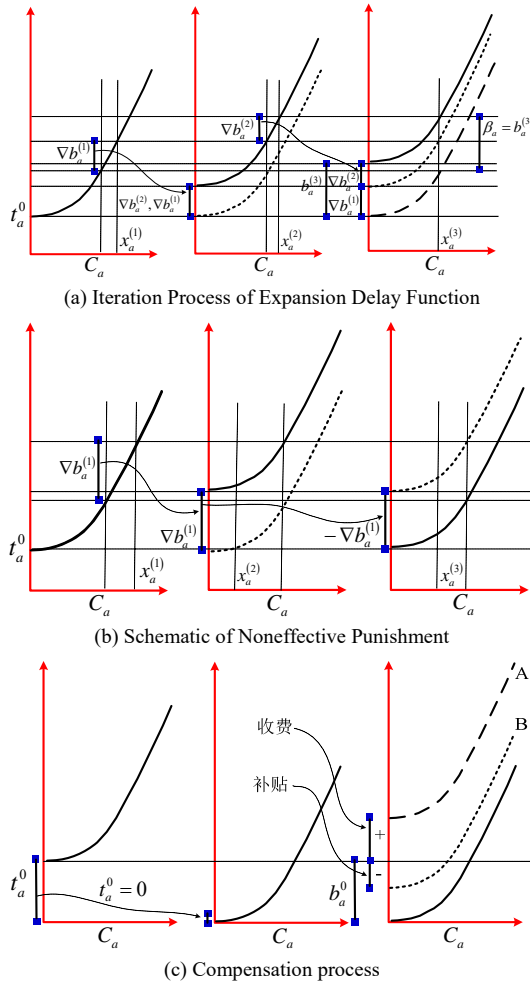 ∇b_a^(1)
∇b_a^(2)
β_a = b_a^(3
∇b_a^(2), ∇b_a^(1)
b_a^(3)
∇b_a^(2)
∇b_a^(1)
t_a^0
x_a^(1)
x_a^(2)
x_a^(3)
C_a
C_a
C_a
(a) Iteration Process of Expansion Delay Function
∇b_a^(1)
∇b_a^(1)
−∇b_a^(1)
t_a^0
x_a^(1)
x_a^(2)
x_a^(3)
C_a
C_a
C_a
(b) Schematic of Noneffective Punishment
A
B
收费
补贴
+
-
t_a^0
t_a^0 = 0
b_a^0
C_a
C_a
C_a
(c) Compensation process